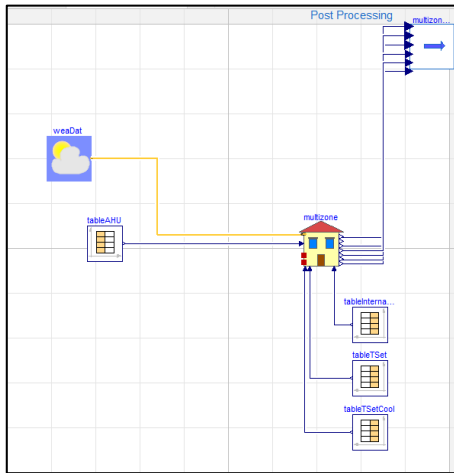 Post Processing
multizon...
weaDat
tableAHU
multizone
tableInterna...
tableTSet
tableTSetCool